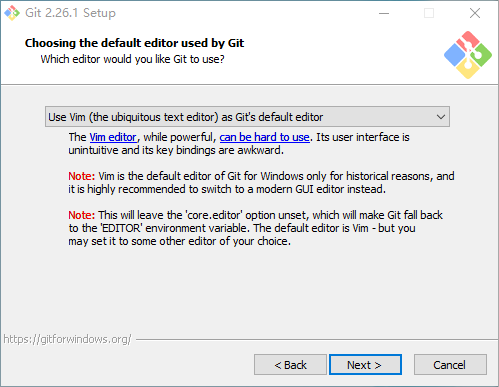 Git 2.26.1 Setup
Choosing the default editor used by Git
Which editor would you like Git to use?
Use Vim (the ubiquitous text editor) as Git's default editor
The Vim editor, while powerful, can be hard to use. Its user interface is
unintuitive and its key bindings are awkward.
Note: Vim is the default editor of Git for Windows only for historical reasons, and
it is highly recommended to switch to a modern GUI editor instead.
Note: This will leave the 'core.editor' option unset, which will make Git fall back
to the 'EDITOR' environment variable. The default editor is Vim - but you
may set it to some other editor of your choice.
https://gitforwindows.org/
< Back
Next >
Cancel